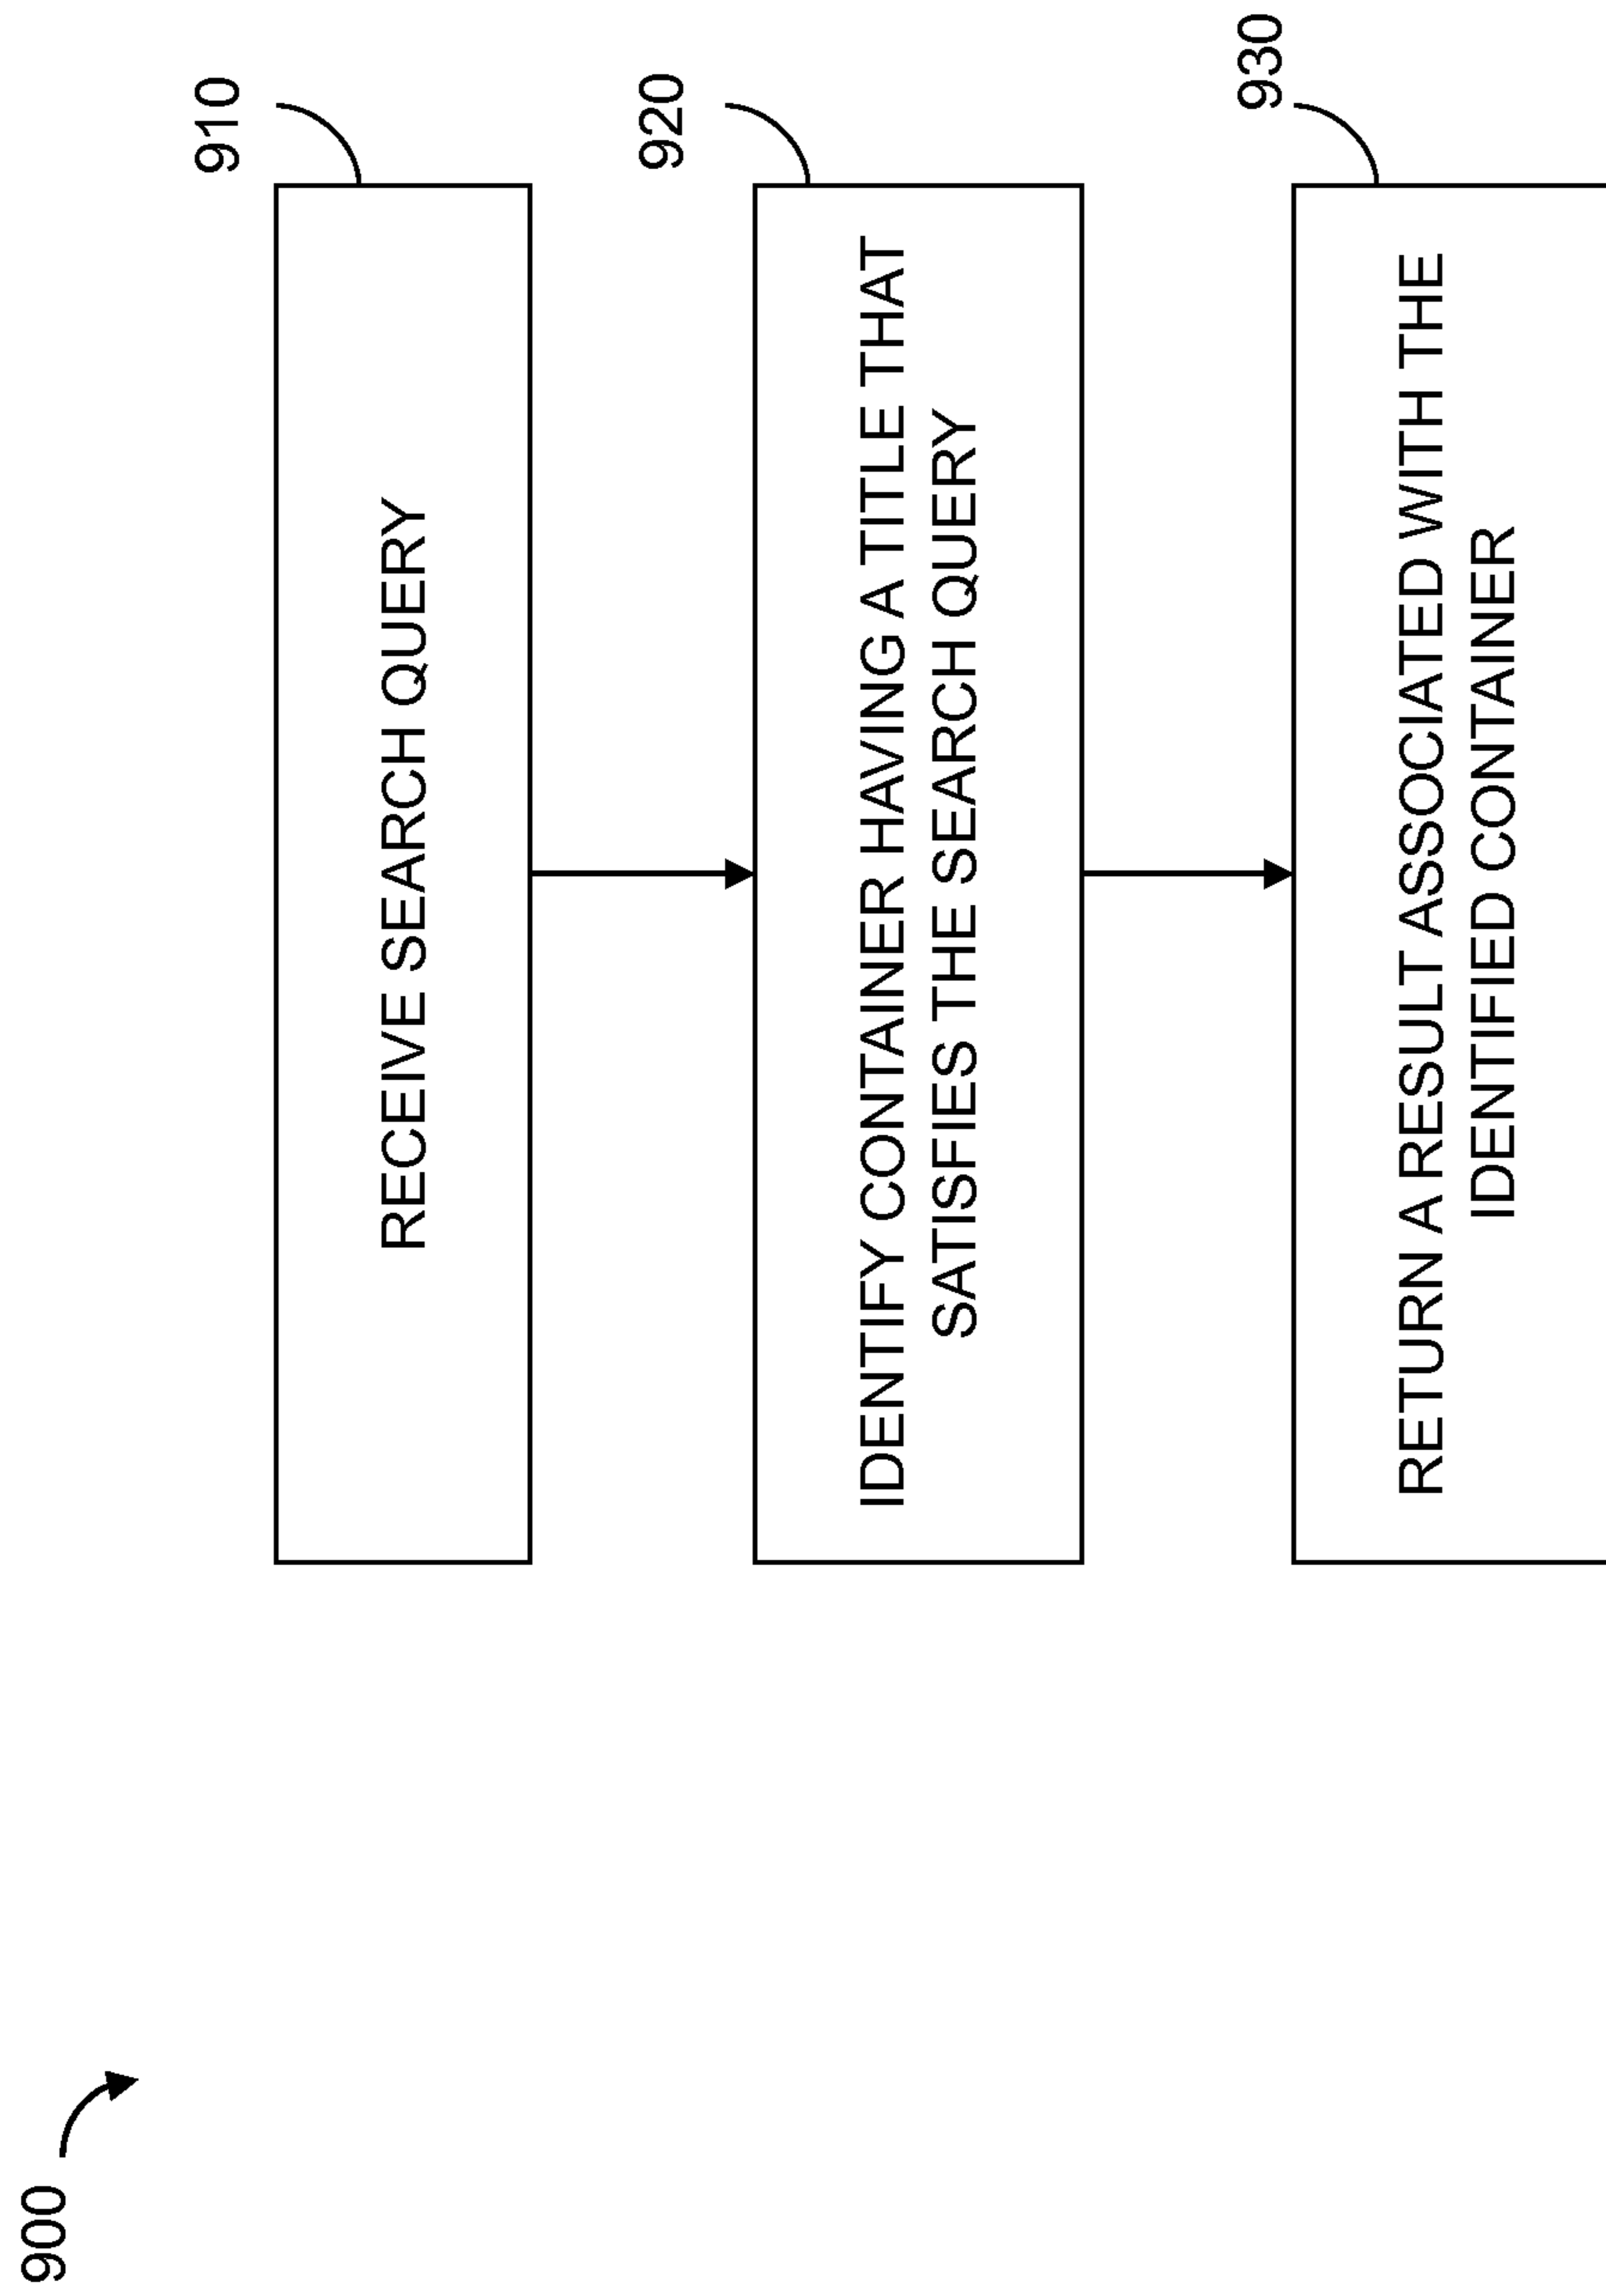 900
910
RECEIVE SEARCH QUERY
920
IDENTIFY CONTAINER HAVING A TITLE THAT
SATISFIES THE SEARCH QUERY
930
RETURN A RESULT ASSOCIATED WITH THE
IDENTIFIED CONTAINER